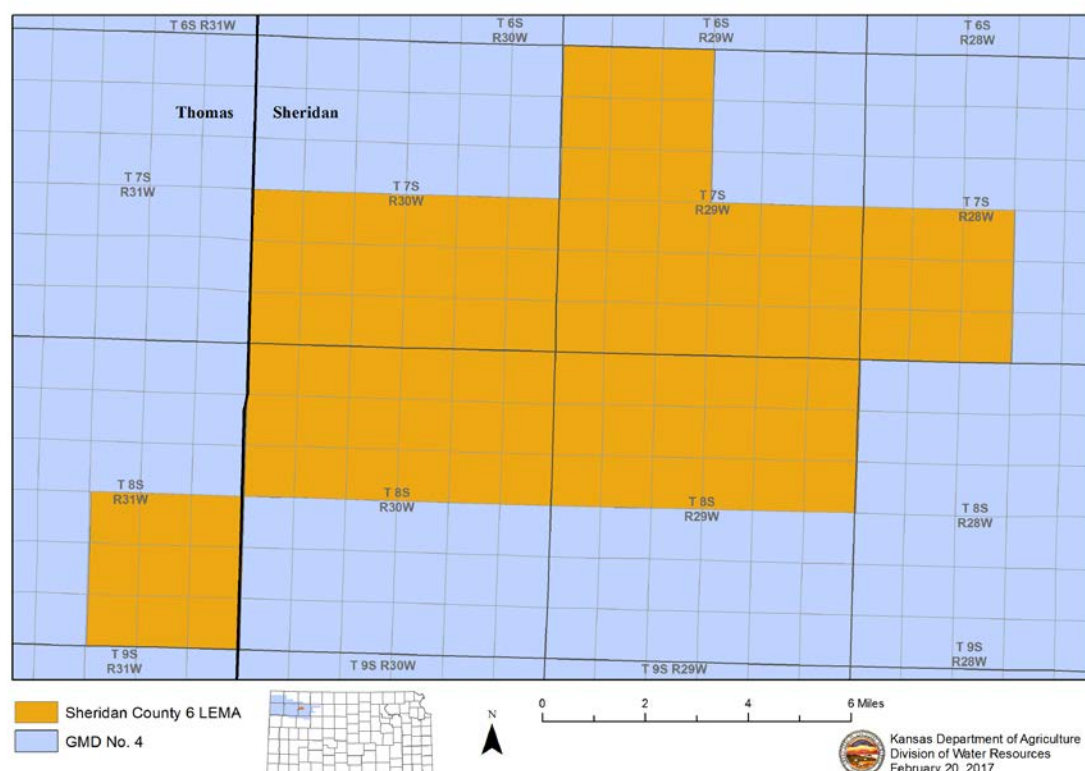 T 6S R31W
T 6S
R30W
T 6S
R29W
T 6S
R28W
Thomas
Sheridan
T 7S
R31W
T 7S
R30W
T 7S
R29W
T 7S
R28W
T 8S
R31W
T 8S
R30W
T 8S
R29W
T 8S
R28W
T 9S
R31W
T 9S R30W
T 9S R29W
T 9S
R28W
Sheridan County 6 LEMA
GMD No. 4
N
0 2 4 6 Miles
Kansas Department of Agriculture
Division of Water Resources
February 20, 2017